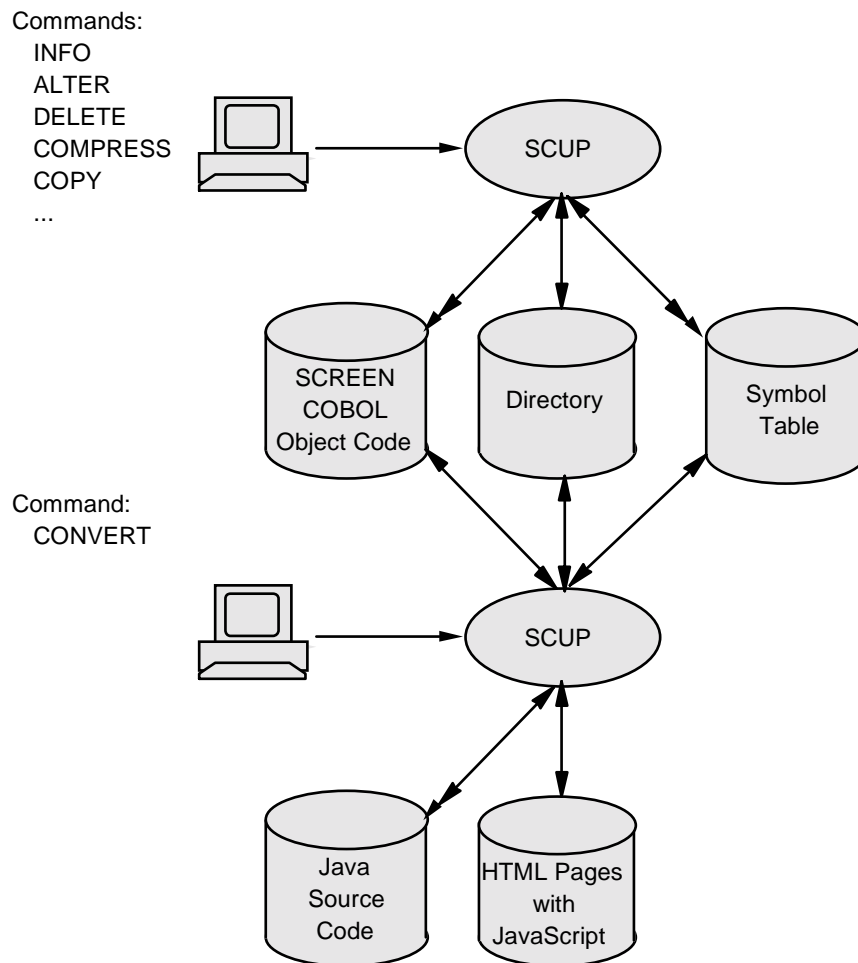 Commands:
INFO
ALTER
DELETE
COMPRESS
COPY
...
SCUP
SCREEN
COBOL
Object Code
Directory
Symbol
Table
Command:
CONVERT
SCUP
Java
Source
Code
HTML Pages
with
JavaScript